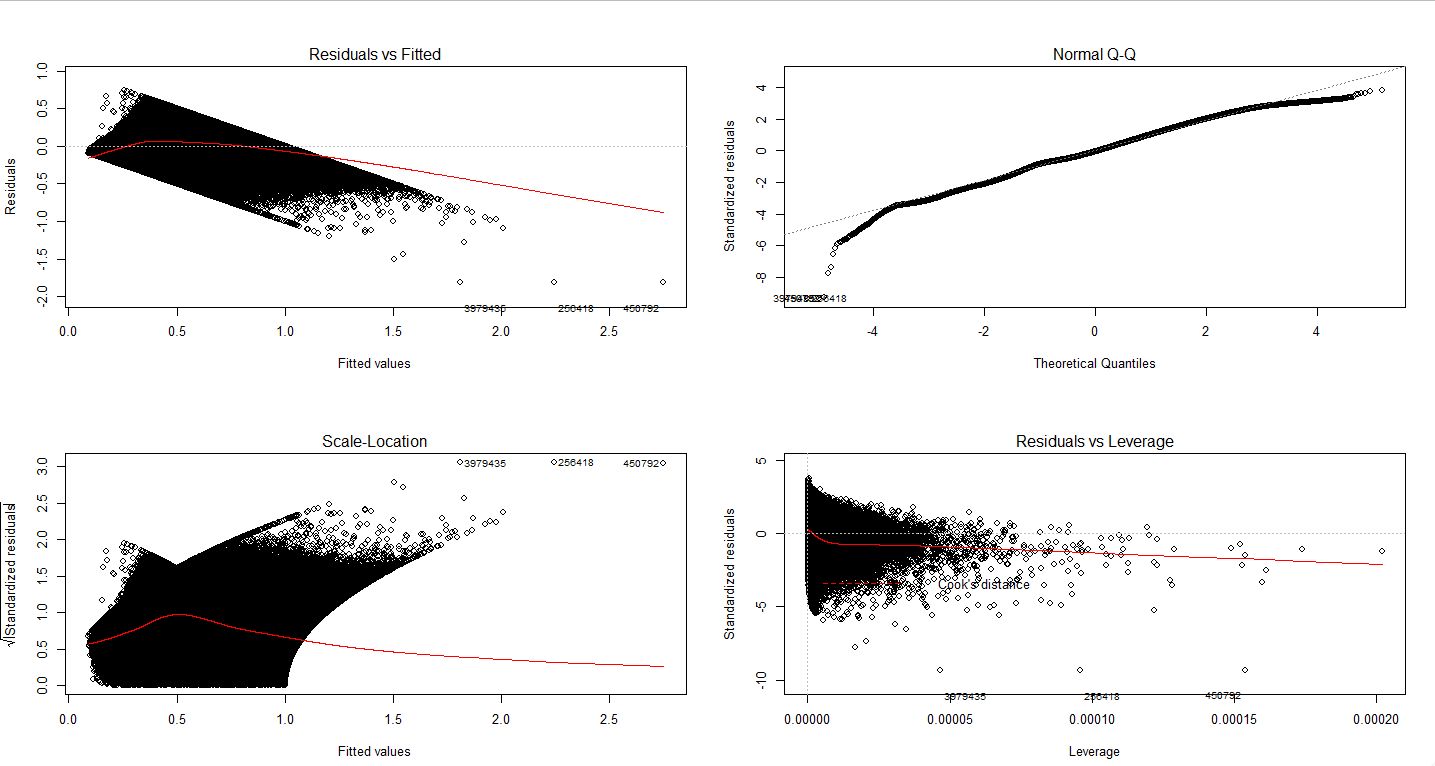 Residuals vs Fitted
Residuals
1.0
0.5
0.0
-0.5
-1.0
-1.5
-2.0
3979435
256418
450792
0.0 0.5 1.0 1.5 2.0 2.5
Fitted values
Normal Q-Q
Standardized residuals
4
2
0
-2
-4
-6
-8
256418
-4 -2 0 2 4
Theoretical Quantiles
Scale-Location
√|Standardized residuals|
3.0
2.5
2.0
1.5
1.0
0.5
0.0
3979435
256418
450792
0.0 0.5 1.0 1.5 2.0 2.5
Fitted values
Residuals vs Leverage
Standardized residuals
5
0
-5
-10
Cook's distance
3979435
256418
450792
0.00000 0.00005 0.00010 0.00015 0.00020
Leverage